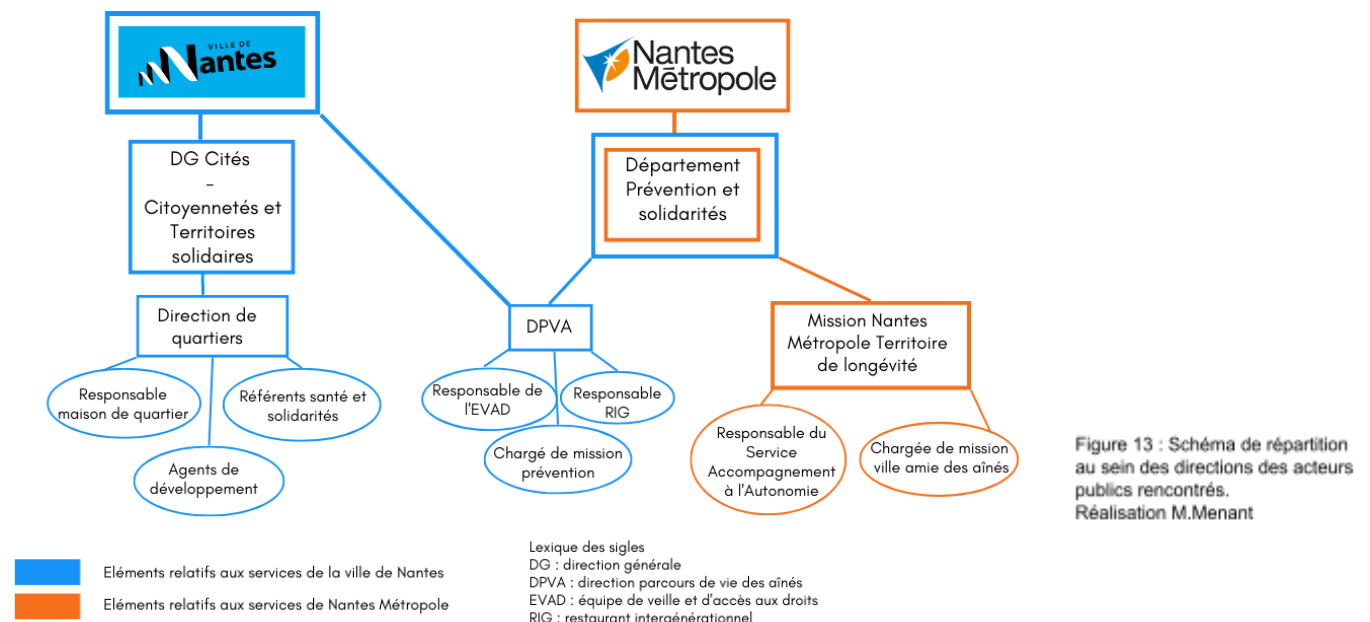 VILLE DE
Nantes
Nantes
Métropole
DG Cités
-
Citoyennetés et
Territoires
solidaires
Département
Prévention et
solidarités
Direction de
quartiers
DPVA
Mission Nantes
Métropole Territoire
de longévité
Responsable
maison de quartier
Référents santé et
solidarités
Agents de
développement
Responsable de
l'EVAD
Responsable
RIG
Chargé de mission
prévention
Responsable du
Service
Accompagnement
à l'Autonomie
Chargée de mission
ville amie des aînés
Figure 13 : Schéma de répartition
au sein des directions des acteurs
publics rencontrés.
Réalisation M.Menant
Eléments relatifs aux services de la ville de Nantes
Eléments relatifs aux services de Nantes Métropole
Lexique des sigles
DG : direction générale
DPVA : direction parcours de vie des aînés
EVAD : équipe de veille et d'accès aux droits
RIG : restaurant intergénérationnel